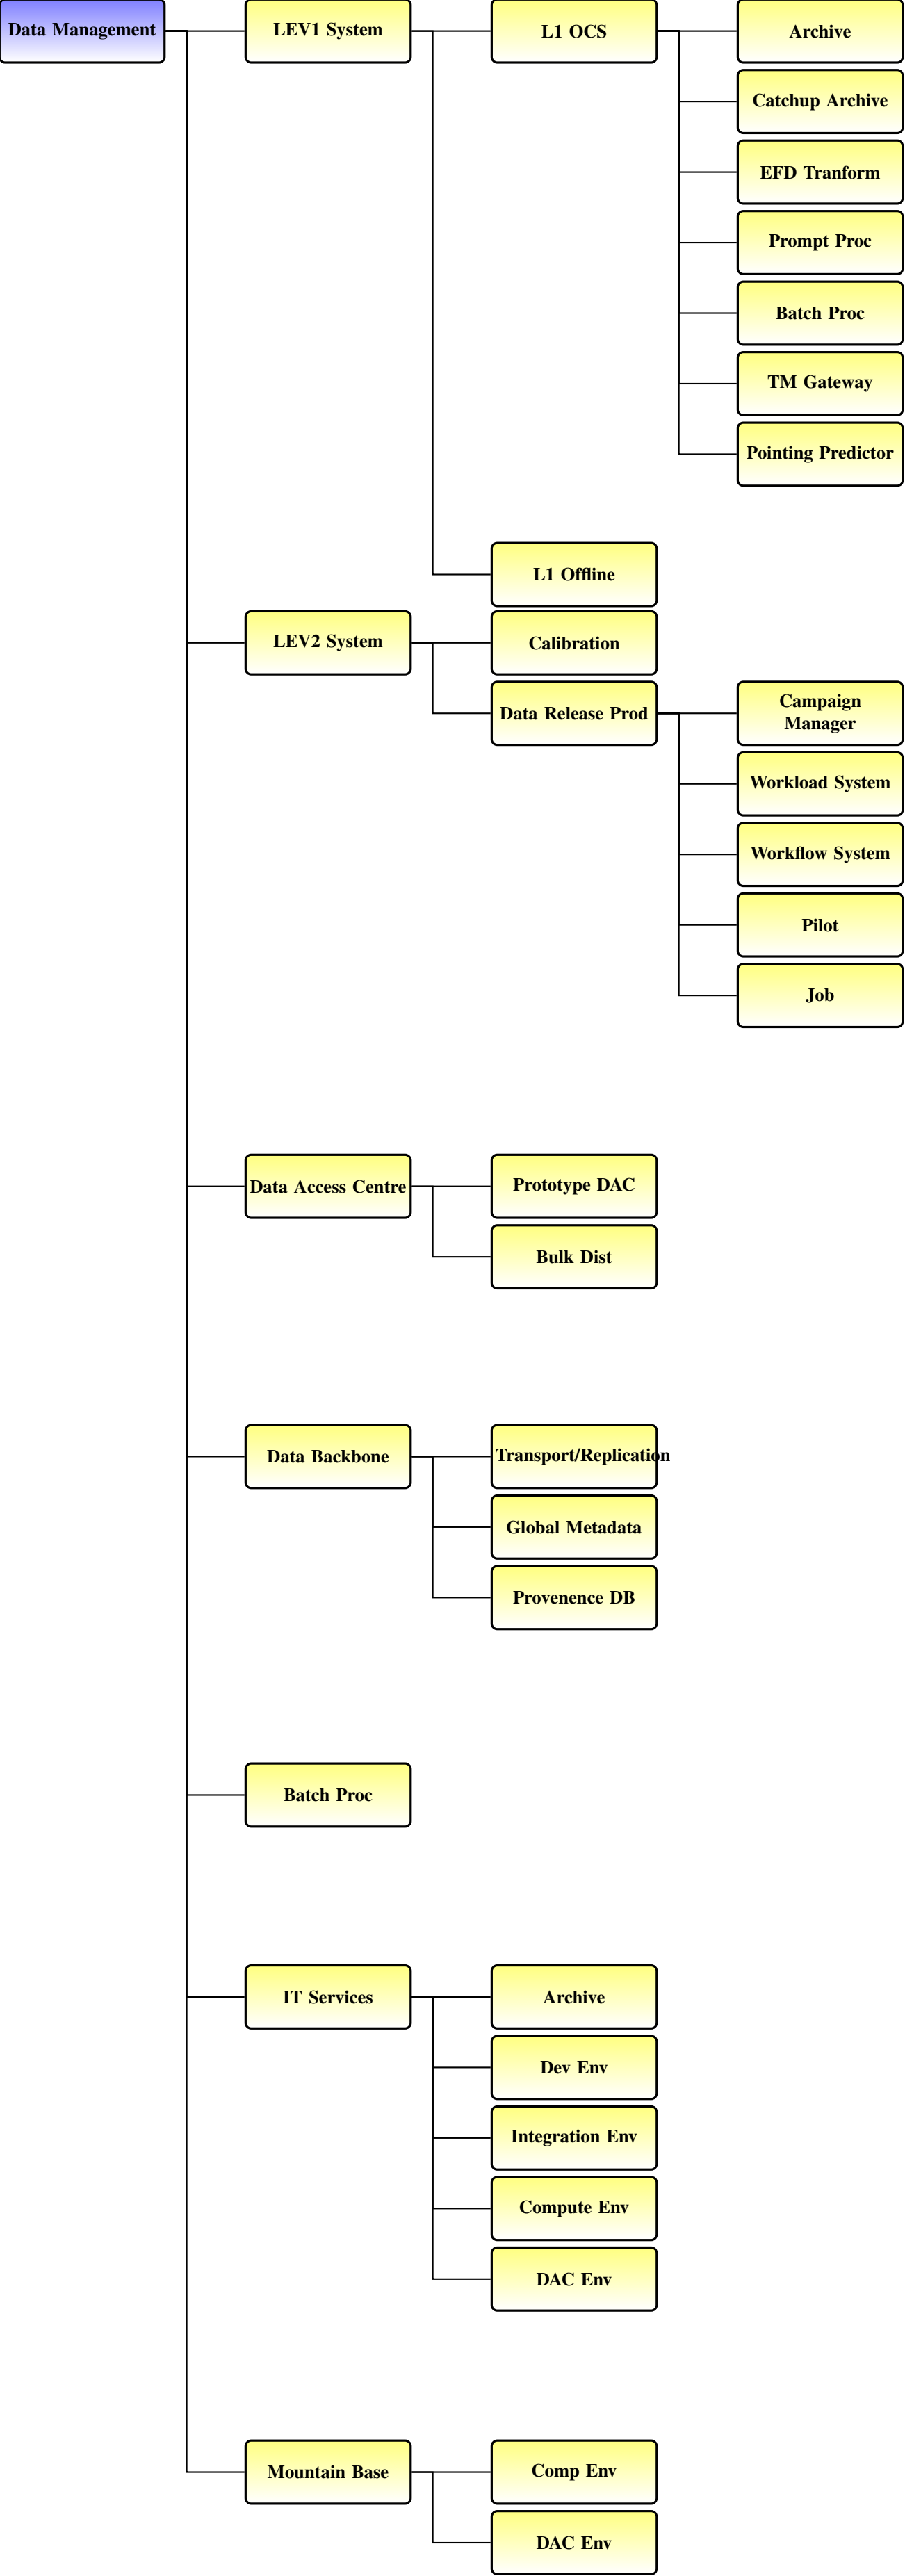 Data Management
LEV1 System
L1 OCS
Archive
Catchup Archive
EFD Tranform
Prompt Proc
Batch Proc
TM Gateway
Pointing Predictor
L1 Offline
LEV2 System
Calibration
Data Release Prod
Campaign
Manager
Workload System
Workflow System
Pilot
Job
Data Access Centre
Prototype DAC
Bulk Dist
Data Backbone
Transport/Replication
Global Metadata
Provenence DB
Batch Proc
IT Services
Archive
Dev Env
Integration Env
Compute Env
DAC Env
Mountain Base
Comp Env
DAC Env